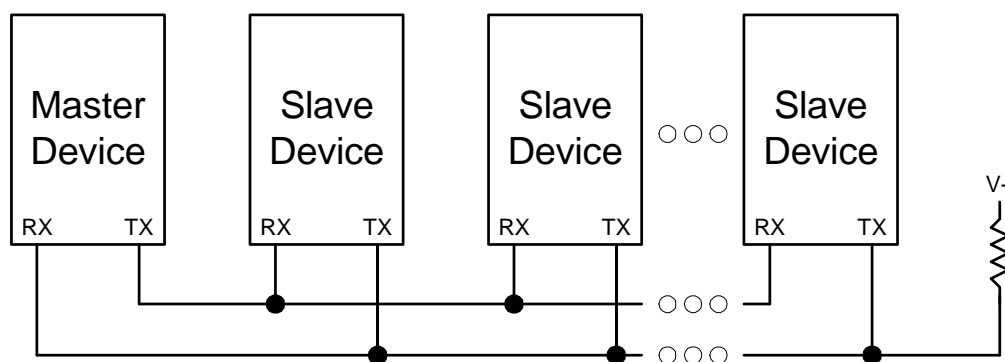 Master
Device
Slave
Device
Slave
Device
Slave
Device
RX TX
RX TX
RX TX
RX TX